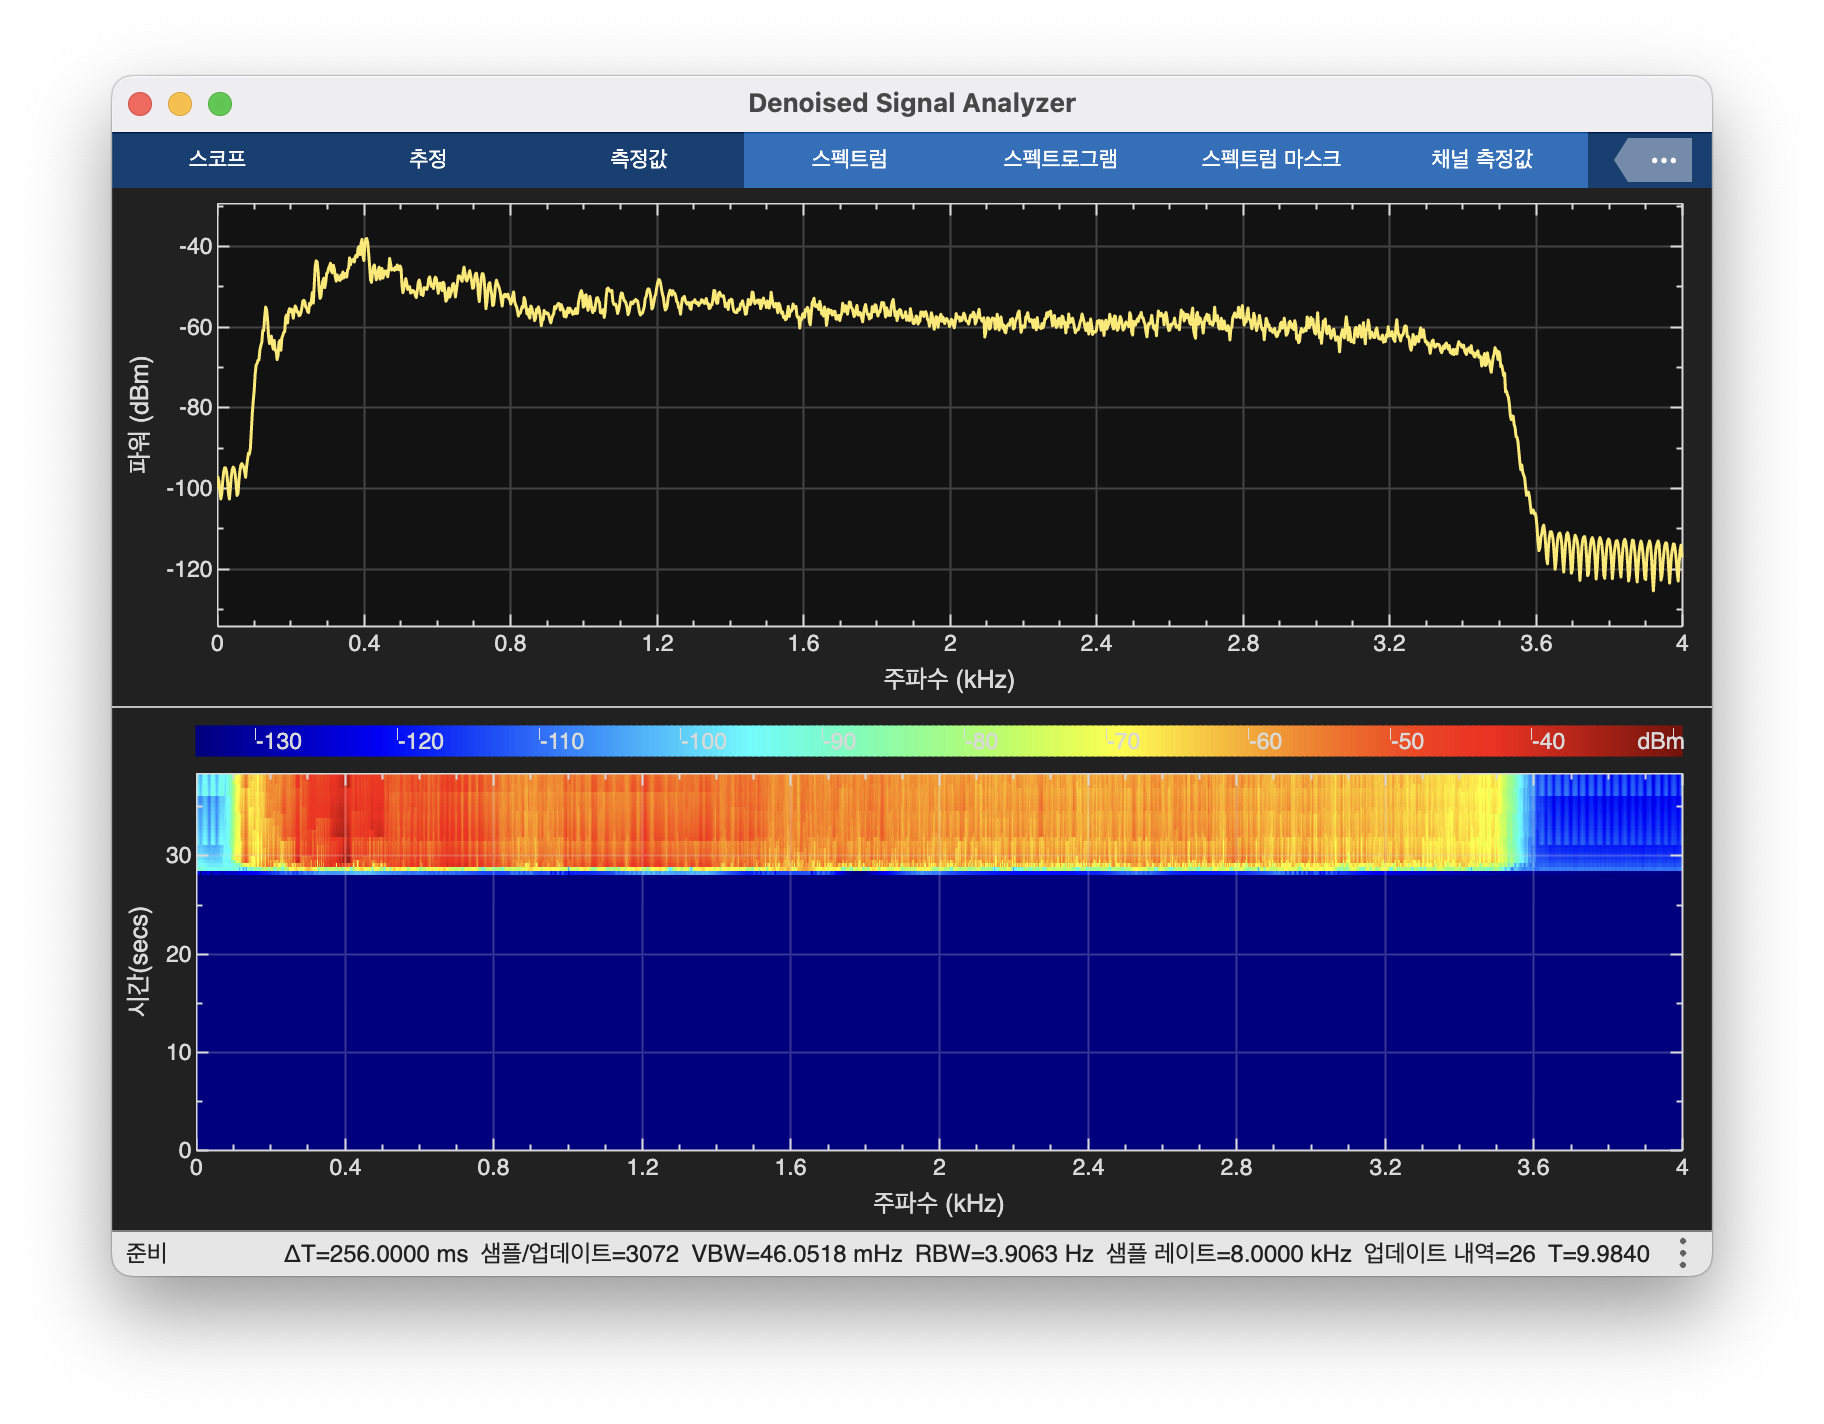 Denoised Signal Analyzer
스코프 추정 측정값 스펙트럼 스펙트로그램 스펙트럼 마스크 채널 측정값 ...
-40
-60
-80
-100
-120
파워 (dBm)
0 0.4 0.8 1.2 1.6 2 2.4 2.8 3.2 3.6 4
주파수 (kHz)
-130 -120 -110 -100 -90 -80 -70 -60 -50 -40 dBm
30
20
10
0
시간(secs)
0 0.4 0.8 1.2 1.6 2 2.4 2.8 3.2 3.6 4
주파수 (kHz)
준비 ΔT=256.0000 ms 샘플/업데이트=3072 VBW=46.0518 mHz RBW=3.9063 Hz 샘플 레이트=8.0000 kHz 업데이트 내역=26 T=9.9840